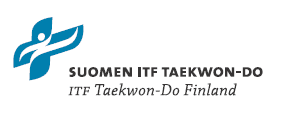 SUOMEN ITF TAEKWON-DO
ITF Taekwon-Do Finland